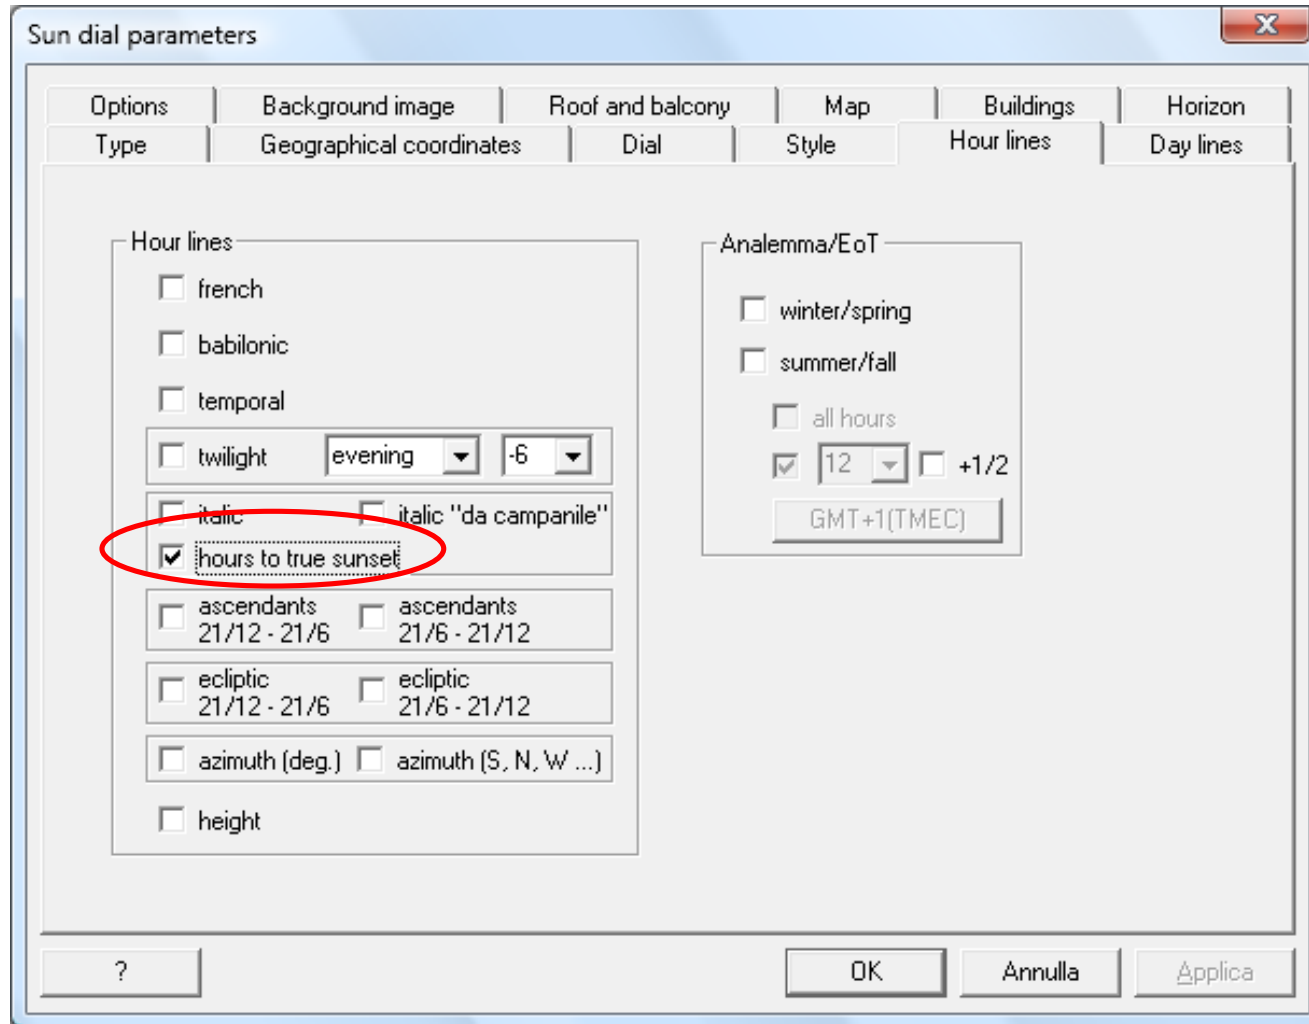 Sun dial parameters
X
Options Background image Roof and balcony Map Buildings Horizon
Type Geographical coordinates Dial Style Hour lines Day lines
Hour lines
french
babilonic
temporal
twilight evening -6
italic italic "da campanile"
hours to true sunset
ascendants ascendants
21/12 - 21/6 21/6 - 21/12
ecliptic ecliptic
21/12 - 21/6 21/6 - 21/12
azimuth (deg.) azimuth (S, N, W ...)
height
Analemma/EoT
winter/spring
summer/fall
all hours
12 +1/2
GMT+1(TMEC)
? OK Annulla Applica